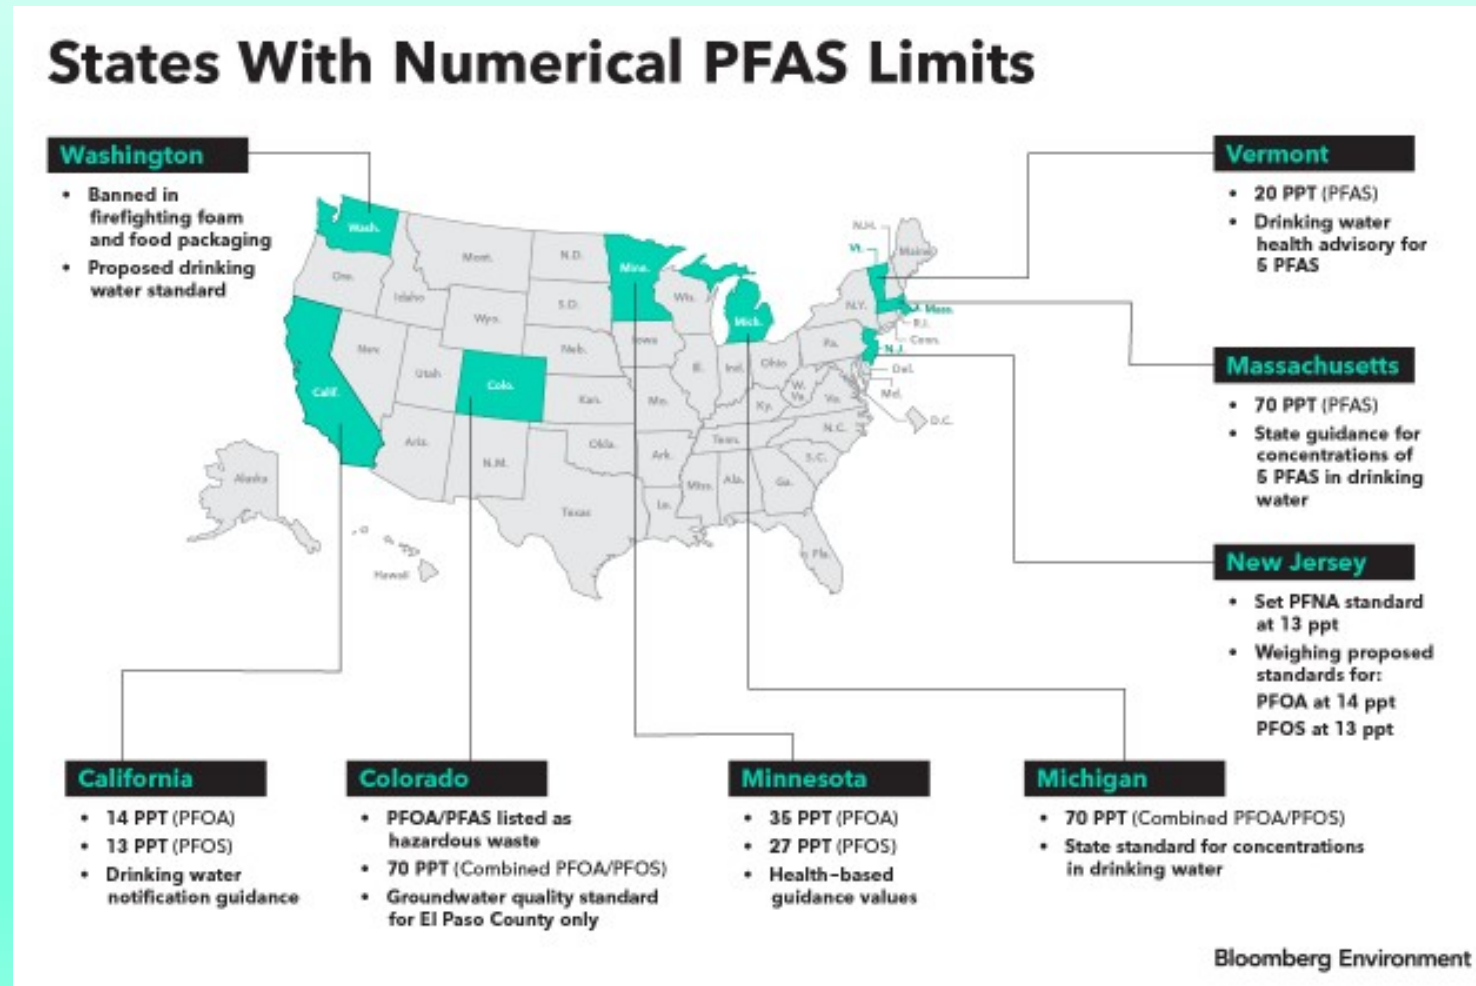 States With Numerical PFAS Limits
Washington
• Banned in
firefighting foam
and food packaging
• Proposed drinking
water standard
Vermont
• 20 PPT (PFAS)
• Drinking water
health advisory for
5 PFAS
Massachusetts
• 70 PPT (PFAS)
• State guidance for
concentrations of
5 PFAS in drinking
water
New Jersey
• Set PFNA standard
at 13 ppt
• Weighing proposed
standards for:
PFOA at 14 ppt
PFOS at 13 ppt
Wash.
Mont.
N.D.
Minn.
Ore.
Idaho
S.D.
Wis.
Mich.
Wyo.
N.H.
Vt.
Maine
N.Y.
Mass.
R.I.
Conn.
Nev.
Utah
Colo.
Neb.
Iowa
Ill.
Ind.
Ohio
Pa.
N.J.
Del.
Md.
D.C.
Calif.
Kan.
Mo.
Ky.
W.
Va.
Va.
Ariz.
N.M.
Okla.
Ark.
Tenn.
N.C.
S.C.
Alaska
Texas
La.
Miss.
Ala.
Ga.
Fla.
Hawaii
California
• 14 PPT (PFOA)
• 13 PPT (PFOS)
• Drinking water
notification guidance
Colorado
• PFOA/PFAS listed as
hazardous waste
• 70 PPT (Combined PFOA/PFOS)
• Groundwater quality standard
for El Paso County only
Minnesota
• 35 PPT (PFOA)
• 27 PPT (PFOS)
• Health-based
guidance values
Michigan
• 70 PPT (Combined PFOA/PFOS)
• State standard for concentrations
in drinking water
Bloomberg Environment